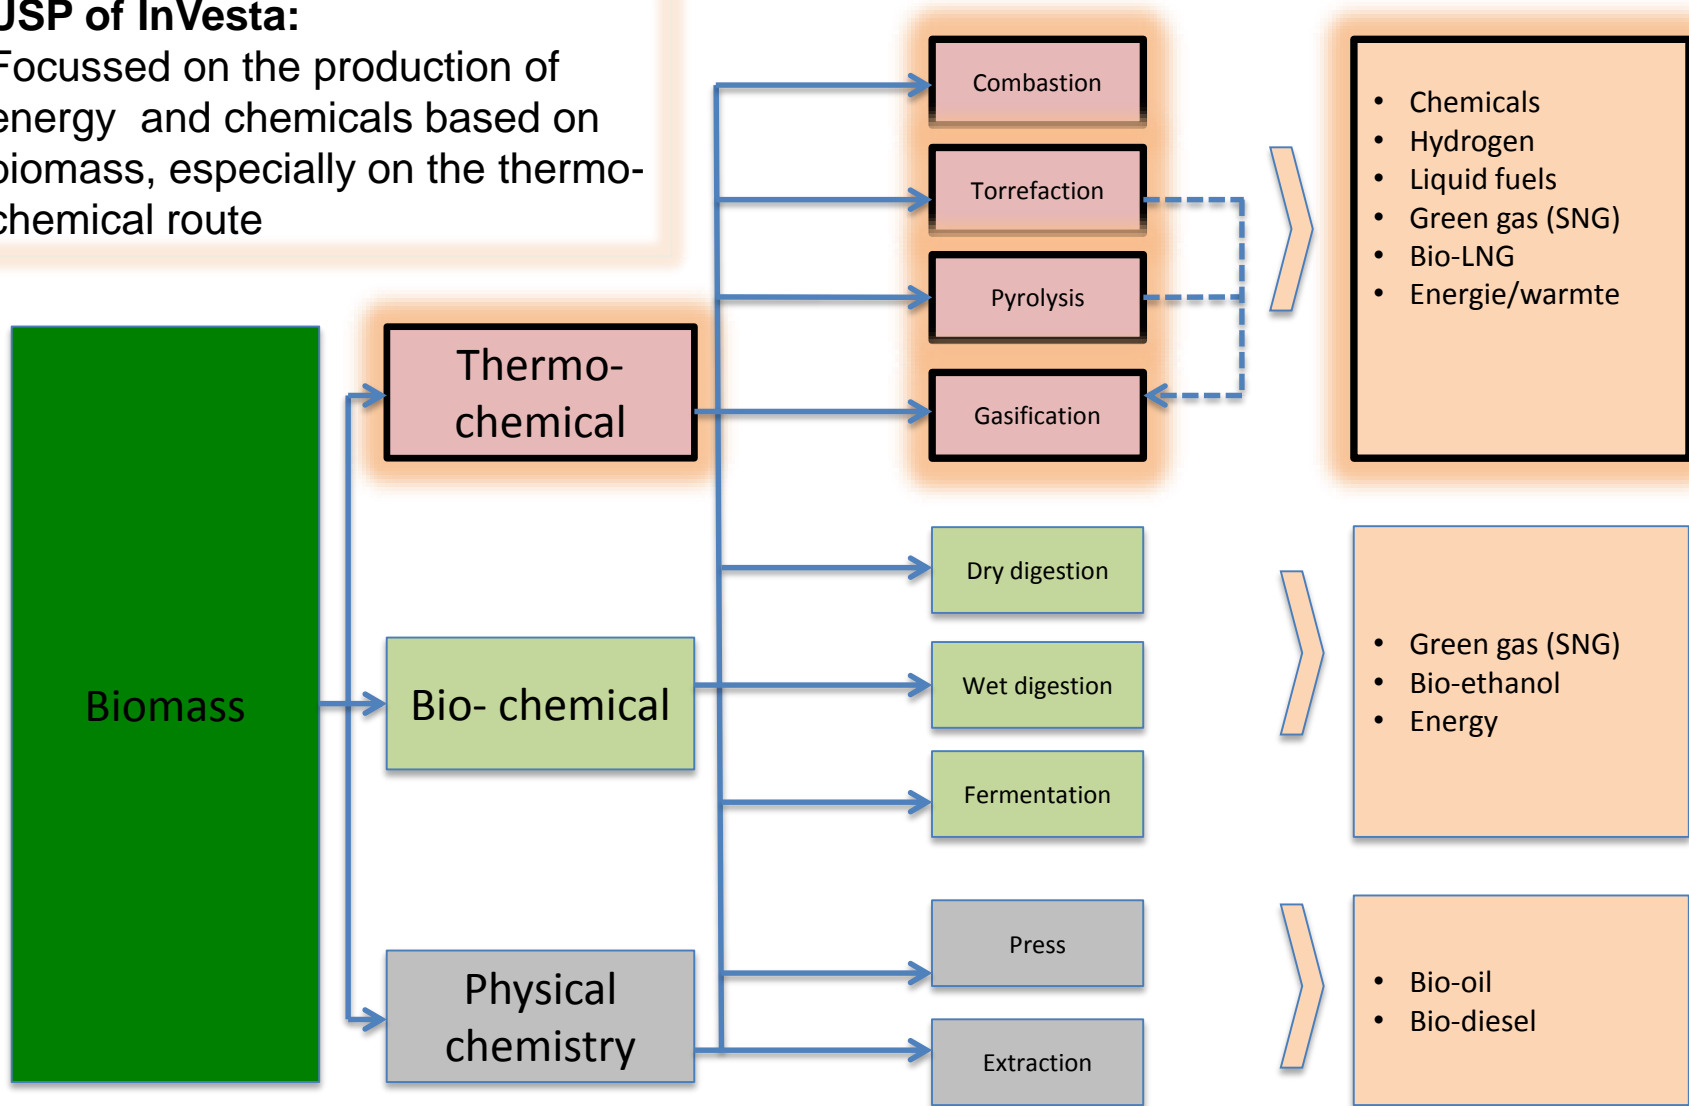 USP of InVesta:
Focussed on the production of
energy and chemicals based on
biomass, especially on the thermo-
chemical route
Biomass
Thermo-
chemical
Bio- chemical
Physical
chemistry
Combastion
Torrefaction
Pyrolysis
Gasification
Dry digestion
Wet digestion
Fermentation
Press
Extraction
• Chemicals
• Hydrogen
• Liquid fuels
• Green gas (SNG)
• Bio-LNG
• Energie/warmte
• Green gas (SNG)
• Bio-ethanol
• Energy
• Bio-oil
• Bio-diesel